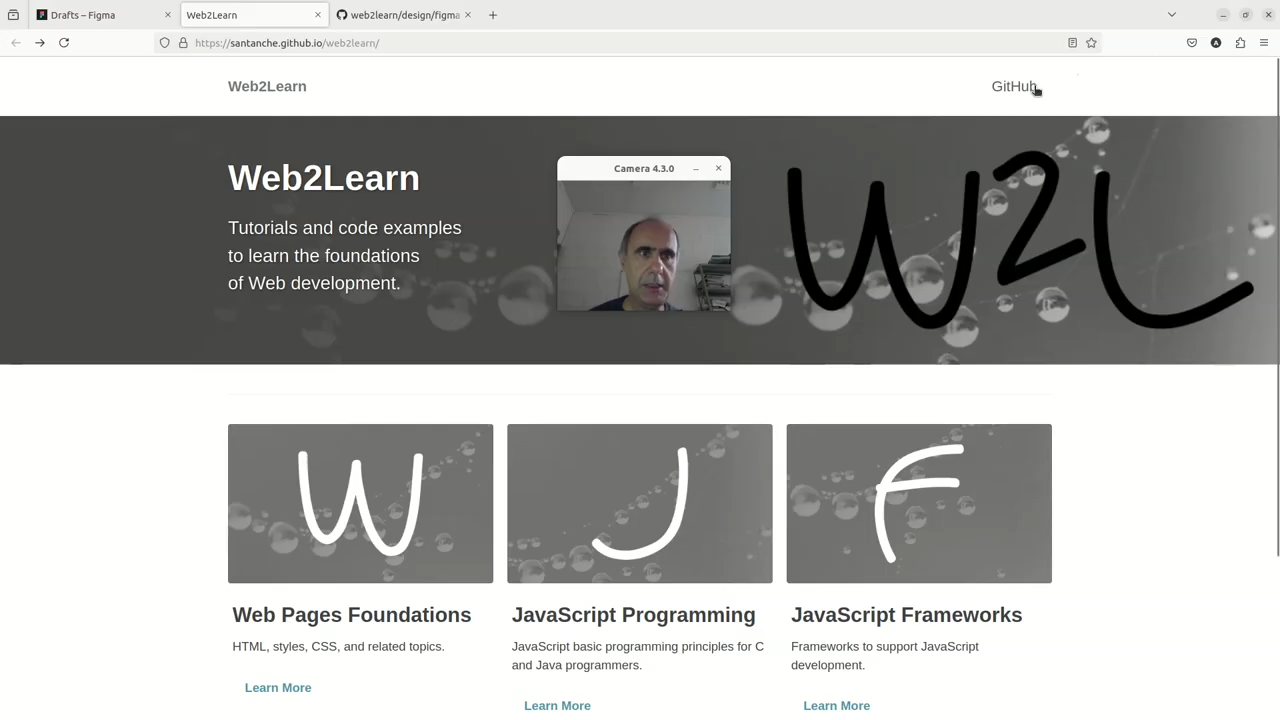 Drafts – Figma
Web2Learn
web2learn/design/figma
https://santanche.github.io/web2learn/
Web2Learn
GitHub
Web2Learn
Tutorials and code examples
to learn the foundations
of Web development.
Camera 4.3.0
W2L
W
J
F
Web Pages Foundations
HTML, styles, CSS, and related topics.
Learn More
JavaScript Programming
JavaScript basic programming principles for C
and Java programmers.
Learn More
JavaScript Frameworks
Frameworks to support JavaScript
development.
Learn More